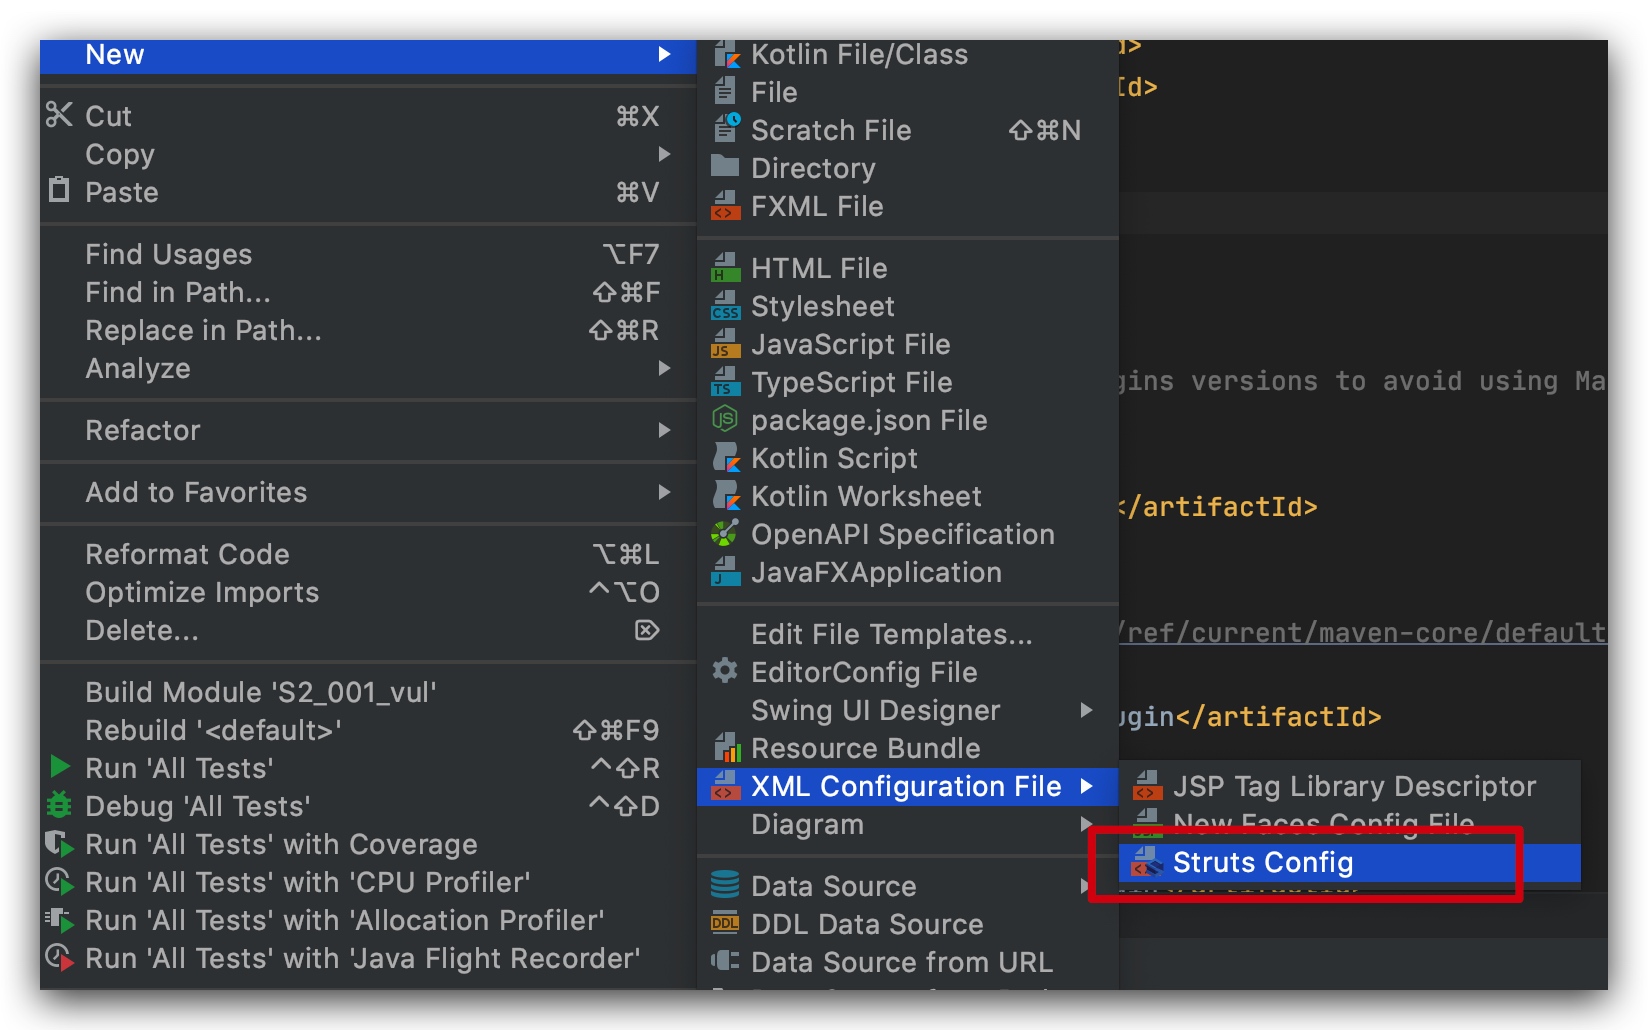 New
Cut ⌘X
Copy
Paste ⌘V
Find Usages ⌥F7
Find in Path... ⇧⌘F
Replace in Path... ⇧⌘R
Analyze
Refactor
Add to Favorites
Reformat Code ⌥⌘L
Optimize Imports ⌃⌥O
Delete... ⌦
Build Module 'S2_001_vul'
Rebuild '<default>' ⇧⌘F9
Run 'All Tests' ⌃⇧R
Debug 'All Tests' ⌃⇧D
Run 'All Tests' with Coverage
Run 'All Tests' with 'CPU Profiler'
Run 'All Tests' with 'Allocation Profiler'
Run 'All Tests' with 'Java Flight Recorder'
Kotlin File/Class
File
Scratch File ⇧⌘N
Directory
FXML File
HTML File
Stylesheet
JavaScript File
TypeScript File
package.json File
Kotlin Script
Kotlin Worksheet
OpenAPI Specification
JavaFXApplication
Edit File Templates...
EditorConfig File
Swing UI Designer
Resource Bundle
XML Configuration File
Diagram
Data Source
DDL Data Source
Data Source from URL
JSP Tag Library Descriptor
New Faces Config File
Struts Config
d>
Id>
gins versions to avoid using Ma
</artifactId>
/ref/current/maven-core/default
ugin</artifactId>